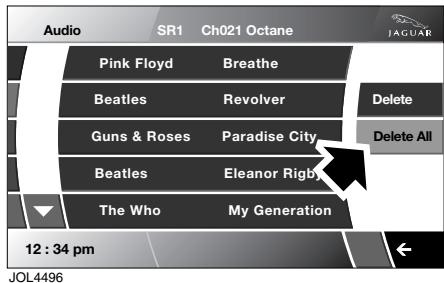 Audio SR1 Ch021 Octane JAGUAR
Pink Floyd Breathe
Beatles Revolver Delete
Guns & Roses Paradise City Delete All
Beatles Eleanor Rigby
The Who My Generation
12 : 34 pm
JOL4496